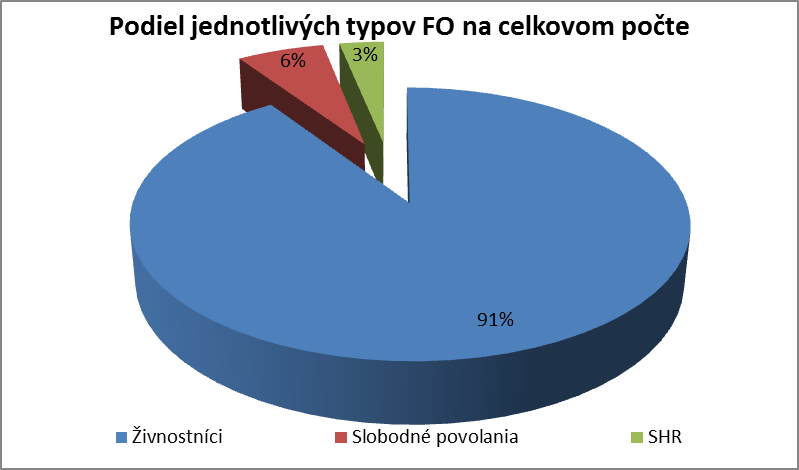 Podiel jednotlivých typov FO na celkovom počte
6%
3%
91%
Živnostníci
Slobodné povolania
SHR